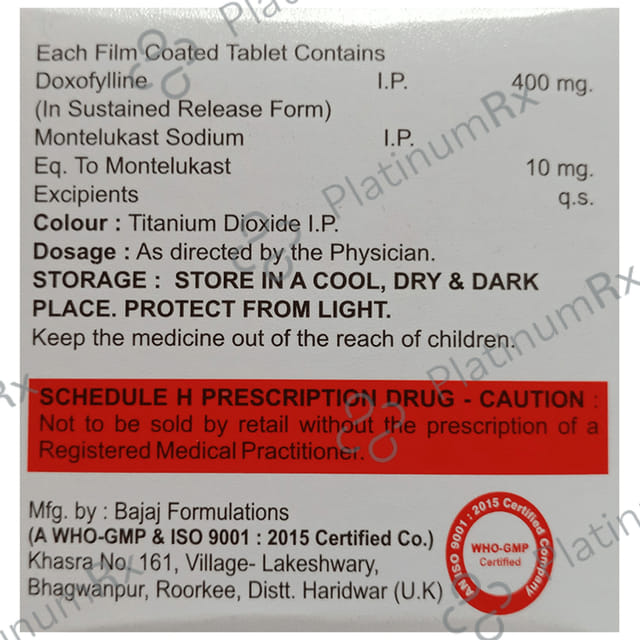 Each Film Coated Tablet Contains
Doxofylline I.P. 400 mg.
(In Sustained Release Form)
Montelukast Sodium I.P.
Eq. To Montelukast 10 mg.
Excipients q.s.
Colour : Titanium Dioxide I.P.
Dosage : As directed by the Physician.
STORAGE : STORE IN A COOL, DRY & DARK
PLACE. PROTECT FROM LIGHT.
Keep the medicine out of the reach of children.
SCHEDULE H PRESCRIPTION DRUG - CAUTION :
Not to be sold by retail without the prescription of a
Registered Medical Practitioner.
Mfg. by : Bajaj Formulations
(A WHO-GMP & ISO 9001 : 2015 Certified Co.)
Khasra No. 161, Village- Lakeshwary,
Bhagwanpur, Roorkee, Distt. Haridwar (U.K)
AN ISO 9001 : 2015 Certified Company
WHO-GMP
Certified
PlatinumRx
PlatinumRx
PlatinumRx
PlatinumRx